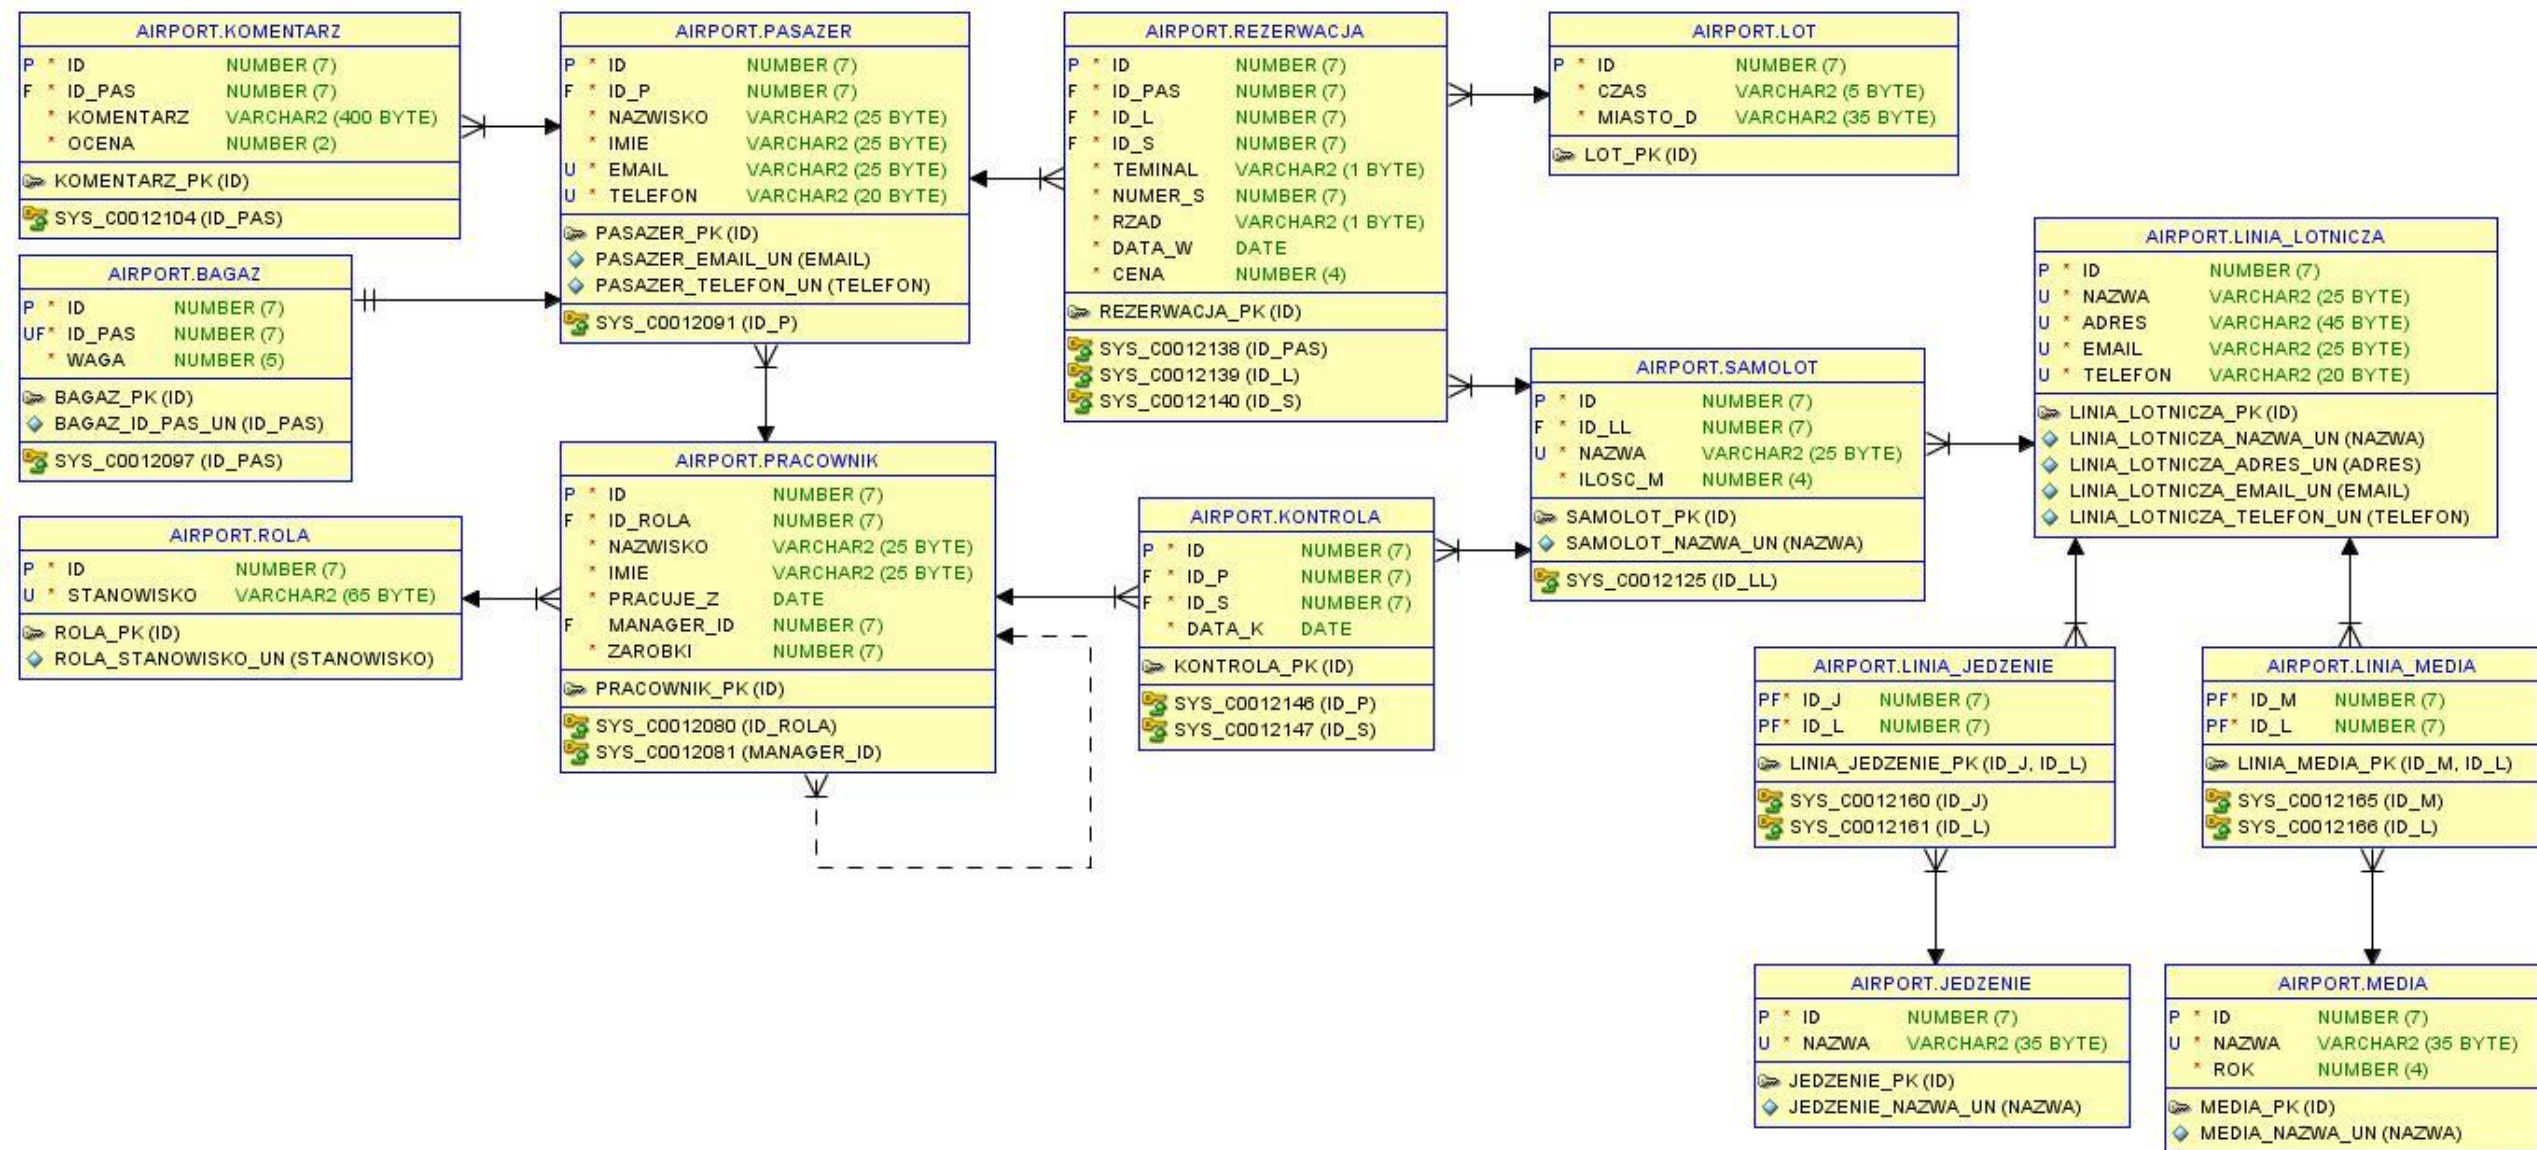 AIRPORT.KOMENTARZ
P * ID NUMBER (7)
F * ID_PAS NUMBER (7)
* KOMENTARZ VARCHAR2 (400 BYTE)
* OCENA NUMBER (2)
KOMENTARZ_PK (ID)
SYS_C0012104 (ID_PAS)
AIRPORT.PASAZER
P * ID NUMBER (7)
F * ID_P NUMBER (7)
* NAZWISKO VARCHAR2 (25 BYTE)
* IMIE VARCHAR2 (25 BYTE)
U * EMAIL VARCHAR2 (25 BYTE)
U * TELEFON VARCHAR2 (20 BYTE)
PASAZER_PK (ID)
PASAZER_EMAIL_UN (EMAIL)
PASAZER_TELEFON_UN (TELEFON)
SYS_C0012091 (ID_P)
AIRPORT.REZERWACJA
P * ID NUMBER (7)
F * ID_PAS NUMBER (7)
F * ID_L NUMBER (7)
F * ID_S NUMBER (7)
* TEMINAL VARCHAR2 (1 BYTE)
* NUMER_S NUMBER (7)
* RZAD VARCHAR2 (1 BYTE)
* DATA_W DATE
* CENA NUMBER (4)
REZERWACJA_PK (ID)
SYS_C0012138 (ID_PAS)
SYS_C0012139 (ID_L)
SYS_C0012140 (ID_S)
AIRPORT.LOT
P * ID NUMBER (7)
* CZAS VARCHAR2 (5 BYTE)
* MIASTO_D VARCHAR2 (35 BYTE)
LOT_PK (ID)
AIRPORT.LINIA_LOTNICZA
P * ID NUMBER (7)
U * NAZWA VARCHAR2 (25 BYTE)
U * ADRES VARCHAR2 (45 BYTE)
U * EMAIL VARCHAR2 (25 BYTE)
U * TELEFON VARCHAR2 (20 BYTE)
LINIA_LOTNICZA_PK (ID)
LINIA_LOTNICZA_NAZWA_UN (NAZWA)
LINIA_LOTNICZA_ADRES_UN (ADRES)
LINIA_LOTNICZA_EMAIL_UN (EMAIL)
LINIA_LOTNICZA_TELEFON_UN (TELEFON)
AIRPORT.BAGAZ
P * ID NUMBER (7)
UF* ID_PAS NUMBER (7)
* WAGA NUMBER (5)
BAGAZ_PK (ID)
BAGAZ_ID_PAS_UN (ID_PAS)
SYS_C0012097 (ID_PAS)
AIRPORT.SAMOLOT
P * ID NUMBER (7)
F * ID_LL NUMBER (7)
U * NAZWA VARCHAR2 (25 BYTE)
* ILOSC_M NUMBER (4)
SAMOLOT_PK (ID)
SAMOLOT_NAZWA_UN (NAZWA)
SYS_C0012125 (ID_LL)
AIRPORT.ROLA
P * ID NUMBER (7)
U * STANOWISKO VARCHAR2 (65 BYTE)
ROLA_PK (ID)
ROLA_STANOWISKO_UN (STANOWISKO)
AIRPORT.PRACOWNIK
P * ID NUMBER (7)
F * ID_ROLA NUMBER (7)
* NAZWISKO VARCHAR2 (25 BYTE)
* IMIE VARCHAR2 (25 BYTE)
* PRACUJE_Z DATE
F MANAGER_ID NUMBER (7)
* ZAROBKI NUMBER (7)
PRACOWNIK_PK (ID)
SYS_C0012080 (ID_ROLA)
SYS_C0012081 (MANAGER_ID)
AIRPORT.KONTROLA
P * ID NUMBER (7)
F * ID_P NUMBER (7)
F * ID_S NUMBER (7)
* DATA_K DATE
KONTROLA_PK (ID)
SYS_C0012146 (ID_P)
SYS_C0012147 (ID_S)
AIRPORT.LINIA_JEDZENIE
PF* ID_J NUMBER (7)
PF* ID_L NUMBER (7)
LINIA_JEDZENIE_PK (ID_J, ID_L)
SYS_C0012160 (ID_J)
SYS_C0012161 (ID_L)
AIRPORT.LINIA_MEDIA
PF* ID_M NUMBER (7)
PF* ID_L NUMBER (7)
LINIA_MEDIA_PK (ID_M, ID_L)
SYS_C0012165 (ID_M)
SYS_C0012166 (ID_L)
AIRPORT.JEDZENIE
P * ID NUMBER (7)
U * NAZWA VARCHAR2 (35 BYTE)
JEDZENIE_PK (ID)
JEDZENIE_NAZWA_UN (NAZWA)
AIRPORT.MEDIA
P * ID NUMBER (7)
U * NAZWA VARCHAR2 (35 BYTE)
* ROK NUMBER (4)
MEDIA_PK (ID)
MEDIA_NAZWA_UN (NAZWA)